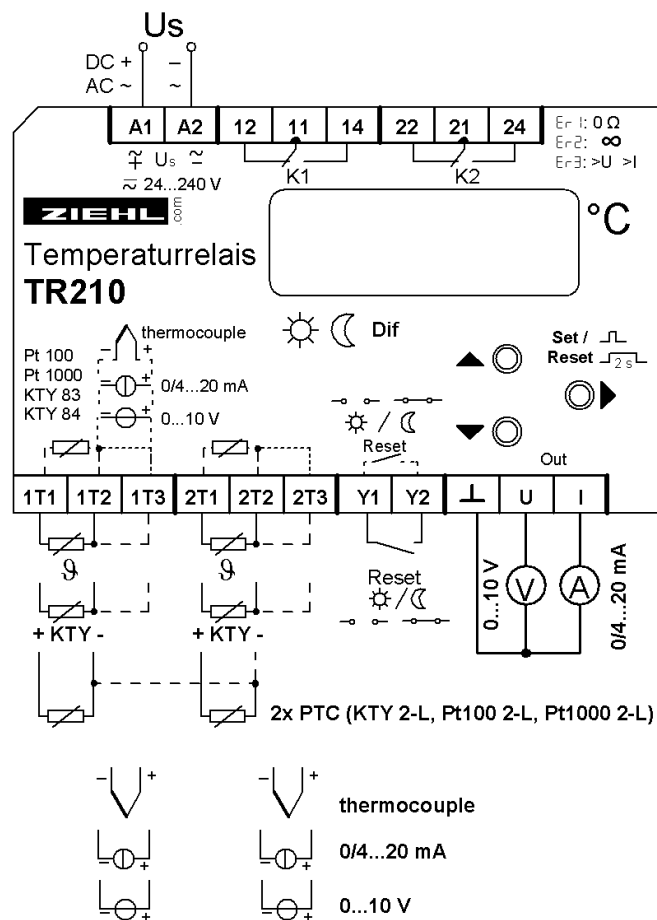 Us
DC + −
AC ~ ~
A1 A2 12 11 14 22 21 24
Us
24...240 V
K1 K2
Er1: 0 Ω
Er2: ∞
Er3: >U >I
ZIEHL
.com
°C
Temperaturrelais
TR210
Dif
thermocouple
− +
Pt 100
Pt 1000
KTY 83
KTY 84
= + 0/4...20 mA
= + 0...10 V
Set /
Reset 2 s
/
Reset
Out
1T1 1T2 1T3 2T1 2T2 2T3 Y1 Y2 ⊥ U I
ϑ ϑ
+ KTY - + KTY -
Reset
/
0...10 V
V A
0/4...20 mA
2x PTC (KTY 2-L, Pt100 2-L, Pt1000 2-L)
− + − + thermocouple
= + = + 0/4...20 mA
= + = + 0...10 V